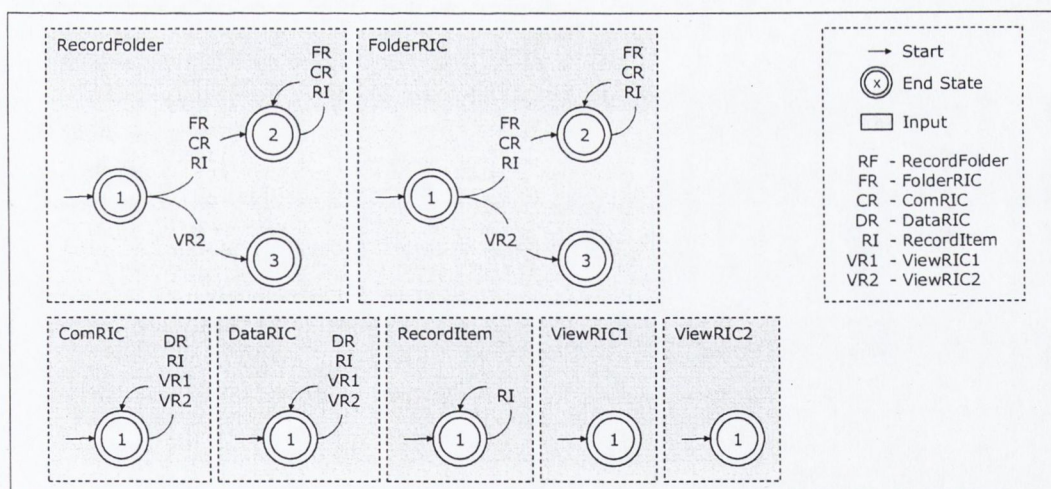 RecordFolder
FR
CR
RI
2
FR
CR
RI
1
VR2
3
FolderRIC
FR
CR
RI
2
FR
CR
RI
1
VR2
3
Start
x
End State
Input
RF - RecordFolder
FR - FolderRIC
CR - ComRIC
DR - DataRIC
RI - RecordItem
VR1 - ViewRIC1
VR2 - ViewRIC2
ComRIC
DR
RI
VR1
VR2
1
DataRIC
DR
RI
VR1
VR2
1
RecordItem
RI
1
ViewRIC1
1
ViewRIC2
1